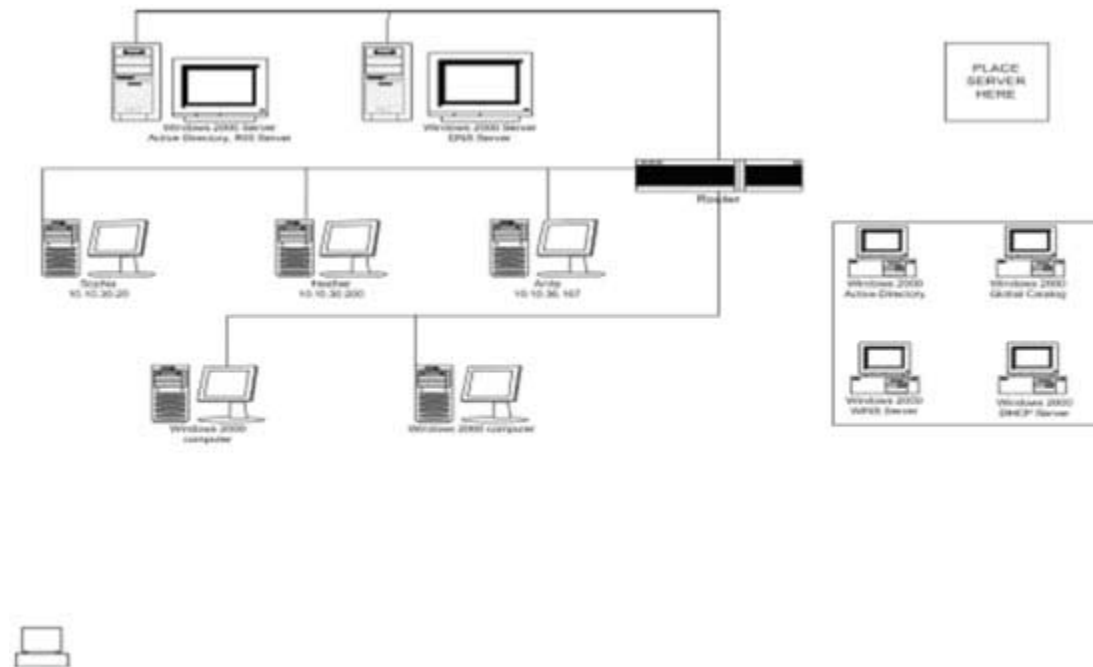 PLACE
SERVER
HERE
Windows 2000 Server
Active Directory, RIS Server
Windows 2000 Server
DNS Server
Router
Sophie
10.10.30.20
Heather
10.10.30.200
Andy
10.10.30.167
Windows 2000
Active Directory
Windows 2000
Global Catalog
Windows 2000
WINS Server
Windows 2000
DHCP Server
Windows 2000
computer
Windows 2000 computer